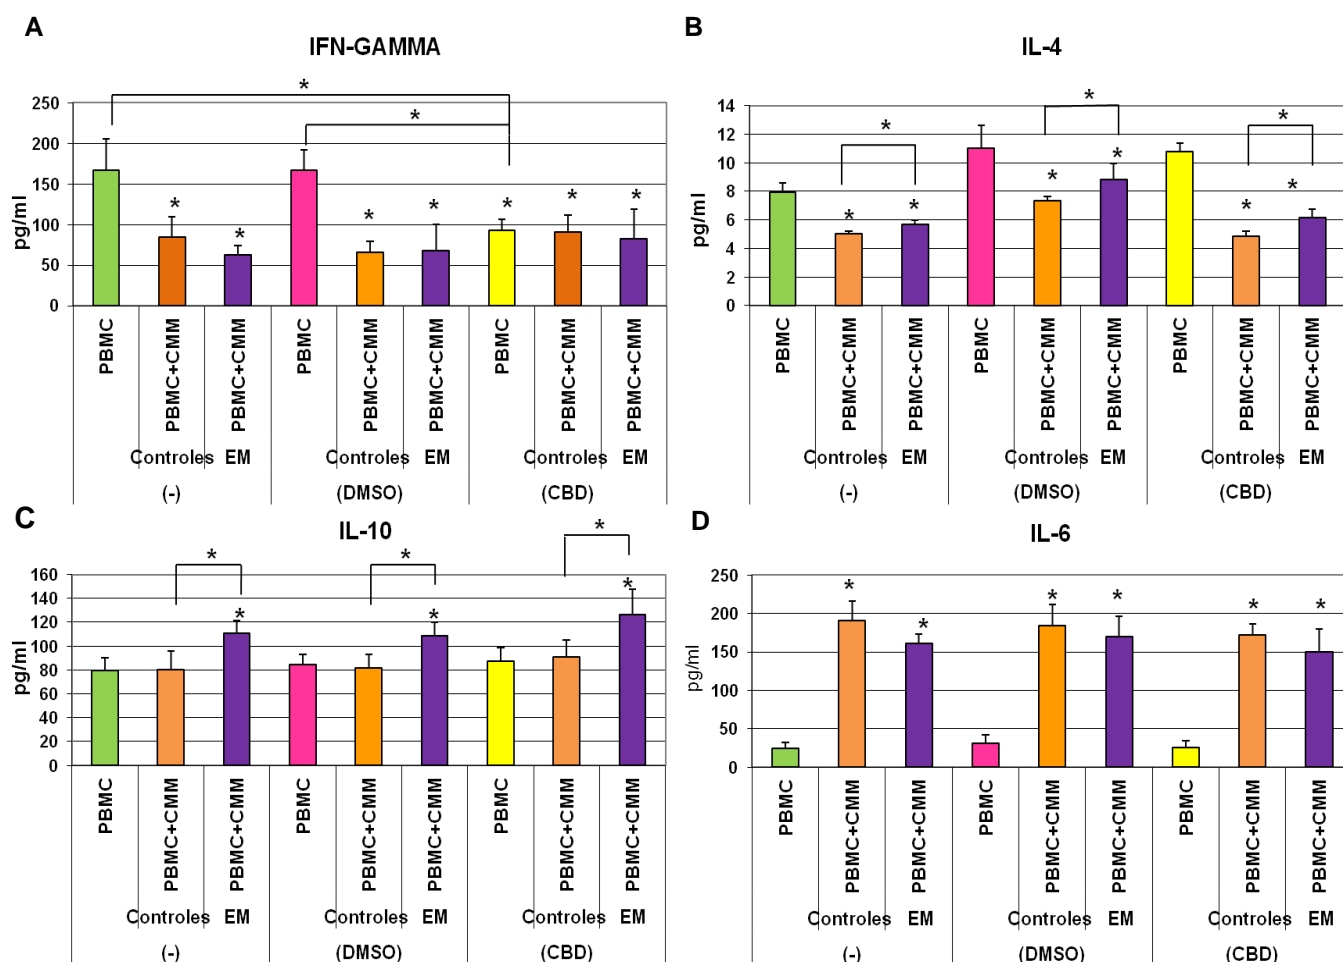 A
IFN-GAMMA
*
*
250
200
150
100
50
0
pg/ml
* * * * * * *
PBMC PBMC+CMM PBMC+CMM PBMC PBMC+CMM PBMC+CMM PBMC PBMC+CMM PBMC+CMM
Controles EM Controles EM Controles EM
(-) (DMSO) (CBD)
B
IL-4
* * *
14
12
10
8
6
4
2
0
pg/ml
* * * * * *
PBMC PBMC+CMM PBMC+CMM PBMC PBMC+CMM PBMC+CMM PBMC PBMC+CMM PBMC+CMM
Controles EM Controles EM Controles EM
(-) (DMSO) (CBD)
C
IL-10
* * *
160
140
120
100
80
60
40
20
0
pg/ml
* * *
PBMC PBMC+CMM PBMC+CMM PBMC PBMC+CMM PBMC+CMM PBMC PBMC+CMM PBMC+CMM
Controles EM Controles EM Controles EM
(-) (DMSO) (CBD)
D
IL-6
250
200
150
100
50
0
pg/ml
* * * * * *
PBMC PBMC+CMM PBMC+CMM PBMC PBMC+CMM PBMC+CMM PBMC PBMC+CMM PBMC+CMM
Controles EM Controles EM Controles EM
(-) (DMSO) (CBD)